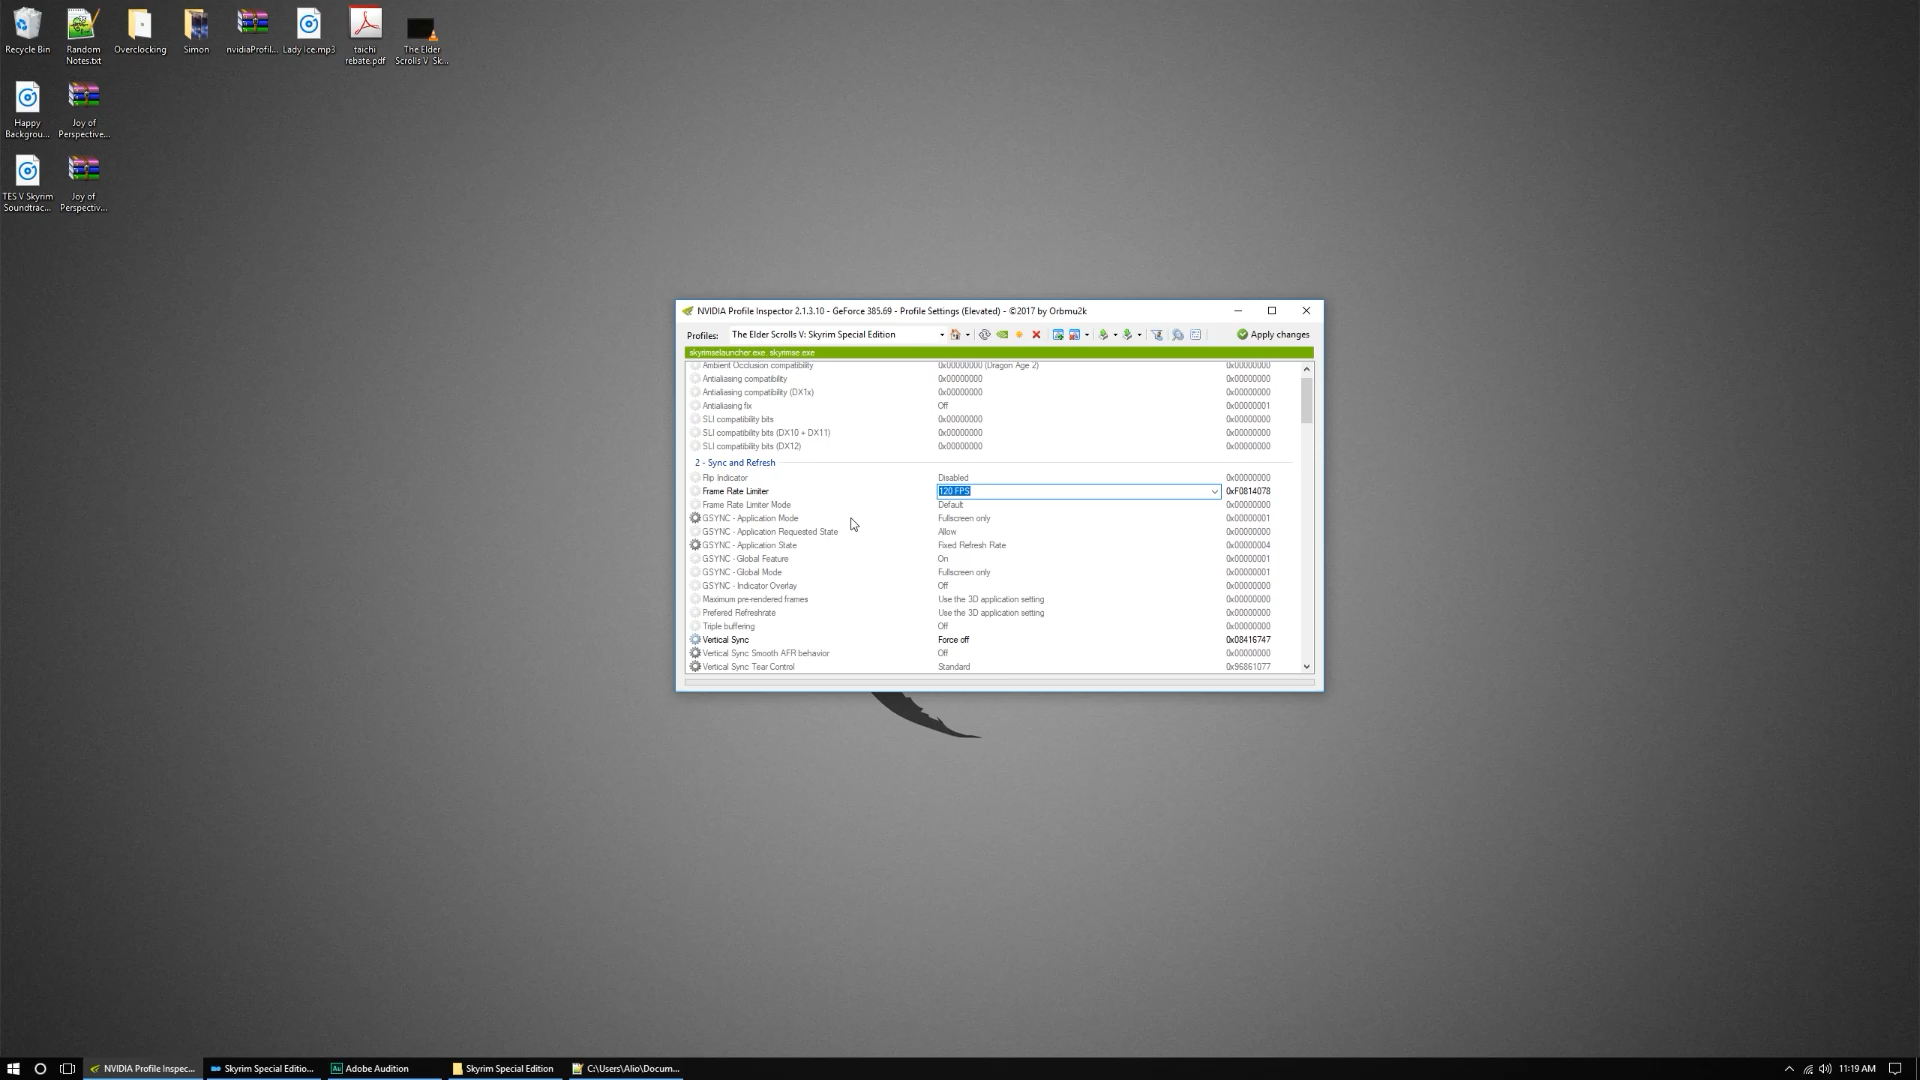 Recycle Bin
Random Notes.txt
Overclocking
Simon
nvidiaProfil...
Lady Ice.mp3
taichi rebate.pdf
The Elder Scrolls V Sk...
Happy Backgrou...
Joy of Perspective...
TES V Skyrim Soundtrac...
Joy of Perspectiv...
NVIDIA Profile Inspector 2.1.3.10 - GeForce 385.69 - Profile Settings (Elevated) - ©2017 by Orbmu2k
Profiles: The Elder Scrolls V: Skyrim Special Edition Apply changes
skyrimselauncher.exe, skyrimse.exe
Ambient Occlusion compatibility 0x00000000 (Dragon Age 2) 0x00000000
Antialiasing compatibility 0x00000000 0x00000000
Antialiasing compatibility (DX1x) 0x00000000 0x00000000
Antialiasing fix Off 0x00000001
SLI compatibility bits 0x00000000 0x00000000
SLI compatibility bits (DX10 + DX11) 0x00000000 0x00000000
SLI compatibility bits (DX12) 0x00000000 0x00000000
2 - Sync and Refresh
Flip Indicator Disabled 0x00000000
Frame Rate Limiter 120 FPS 0xF0814078
Frame Rate Limiter Mode Default 0x00000000
GSYNC - Application Mode Fullscreen only 0x00000001
GSYNC - Application Requested State Allow 0x00000000
GSYNC - Application State Fixed Refresh Rate 0x00000004
GSYNC - Global Feature On 0x00000001
GSYNC - Global Mode Fullscreen only 0x00000001
GSYNC - Indicator Overlay Off 0x00000000
Maximum pre-rendered frames Use the 3D application setting 0x00000000
Prefered Refreshrate Use the 3D application setting 0x00000000
Triple buffering Off 0x00000000
Vertical Sync Force off 0x08416747
Vertical Sync Smooth AFR behavior Off 0x00000000
Vertical Sync Tear Control Standard 0x96861077
NVIDIA Profile Inspec...
Skyrim Special Editio...
Au Adobe Audition
Skyrim Special Edition
C:\Users\Alio\Docum...
11:19 AM